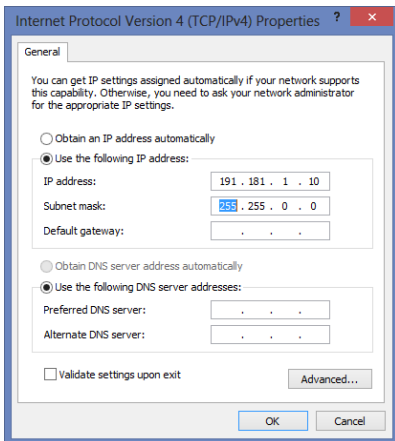 Internet Protocol Version 4 (TCP/IPv4) Properties ? ×
General
You can get IP settings assigned automatically if your network supports
this capability. Otherwise, you need to ask your network administrator
for the appropriate IP settings.
Obtain an IP address automatically
Use the following IP address:
IP address: 191 . 181 . 1 . 10
Subnet mask: 255 . 255 . 0 . 0
Default gateway: . . .
Obtain DNS server address automatically
Use the following DNS server addresses:
Preferred DNS server: . . .
Alternate DNS server: . . .
Validate settings upon exit
Advanced...
OK Cancel